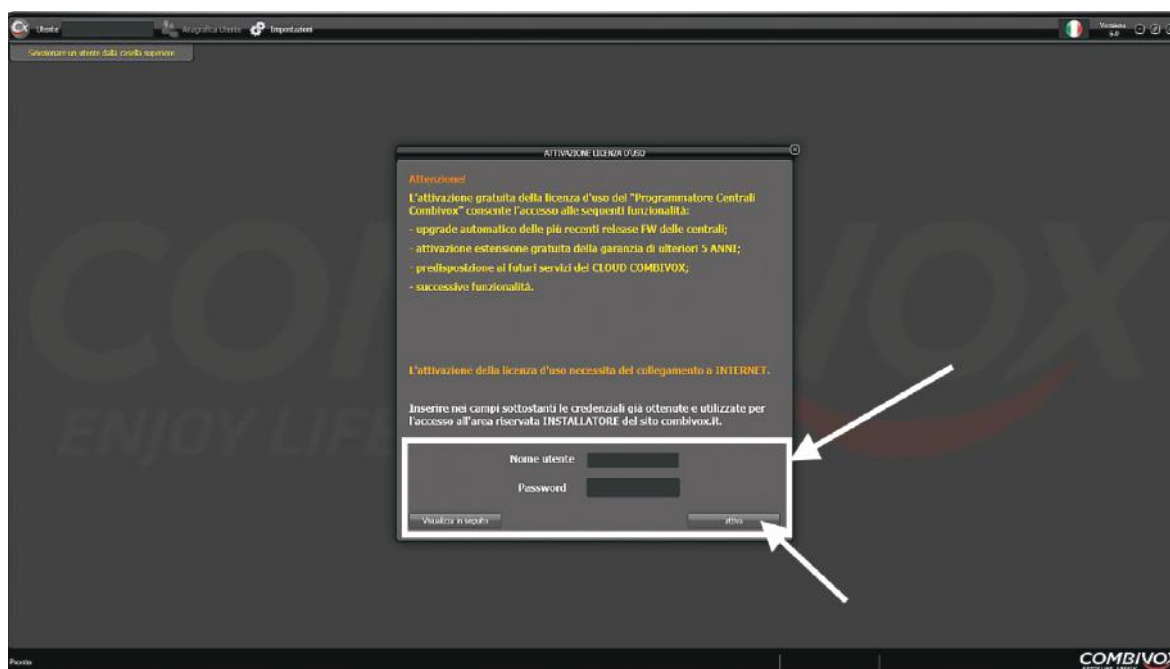 Utente Anagrafica Utente Impostazioni Versione 5.0
Selezionare un utente dalla casella superiore
ATTIVAZIONE LICENZA D'USO
Attenzione!
L'attivazione gratuita della licenza d'uso del "Programmatore Centrali
Combivox" consente l'accesso alle seguenti funzionalità:
- upgrade automatico delle più recenti release FW delle centrali;
- attivazione estensione gratuita della garanzia di ulteriori 5 ANNI;
- predisposizione ai futuri servizi del CLOUD COMBIVOX;
- successive funzionalità.
L'attivazione della licenza d'uso necessita del collegamento a INTERNET.
Inserire nei campi sottostanti le credenziali già ottenute e utilizzate per
l'accesso all'area riservata INSTALLATORE del sito combivox.it.
Nome utente
Password
Visualizza in seguito attiva
COMBIVOX
ENJOY LIFE
Pronto
COMBIVOX